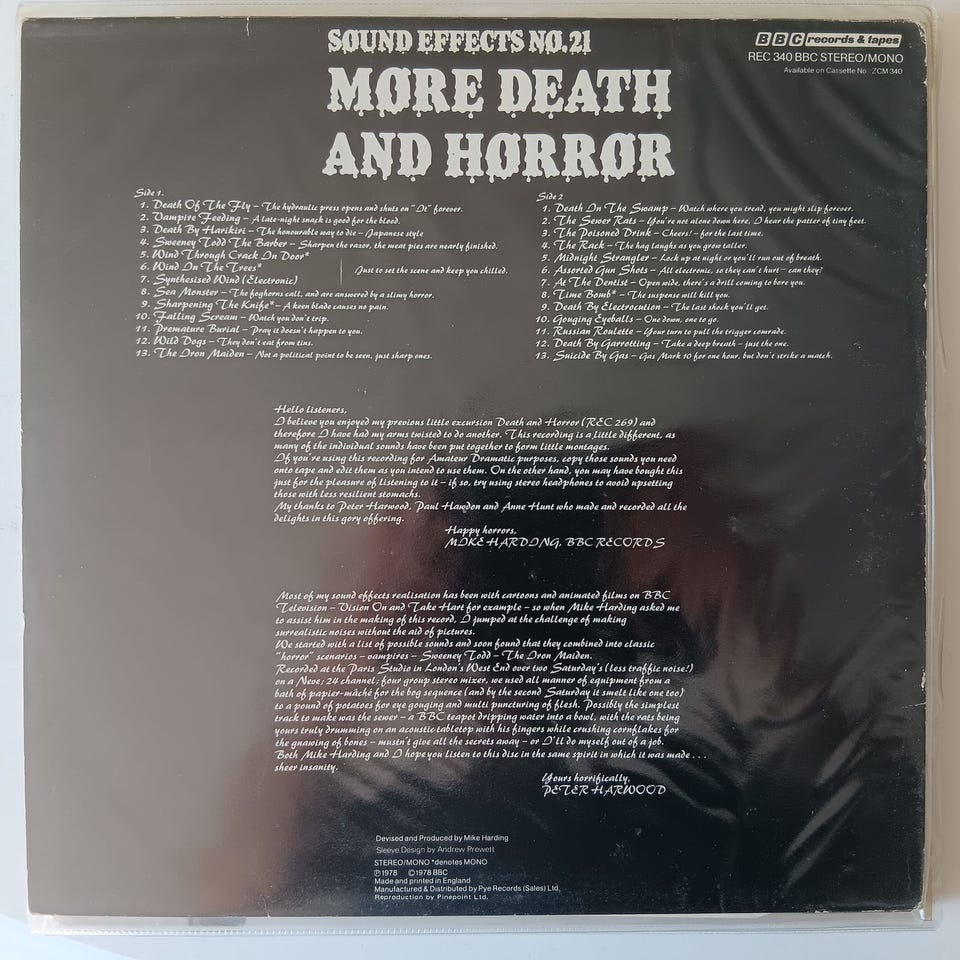 SØUND EFFECTS NØ. 21
MØRE DEATH
AND HØRRØR
BBC records & tapes
REC 340 BBC STEREO/MONO
Available on Cassette No. ZCM 340
Side 1.
1. Death Of The Fly – The hydraulic press opens and shuts on "It" forever.
2. Vampire Feeding – A late-night snack is good for the blood.
3. Death By Harikiri – The honourable way to die – Japanese style
4. Sweeney Todd The Barber – Sharpen the razor, the meat pies are nearly finished.
5. Wind Through Crack In Door*
6. Wind In The Trees*
7. Synthesised Wind (Electronic)
Just to set the scene and keep you chilled.
8. Sea Monster – The foghorns call, and are answered by a slimy horror.
9. Sharpening The Knife* – A keen blade causes no pain.
10. Falling Scream – Watch you don't trip.
11. Premature Burial – Pray it doesn't happen to you.
12. Wild Dogs – They don't eat from tins.
13. The Iron Maiden – Not a political point to be seen, just sharp ones.
Side 2
1. Death In The Swamp – Watch where you tread, you might slip forever.
2. The Sewer Rats – You're not alone down here, I hear the patter of tiny feet.
3. The Poisoned Drink – Cheers! – for the last time.
4. The Rack – The hag laughs as you grow taller.
5. Midnight Strangler – Lock up at night or you'll run out of breath.
6. Assorted Gun Shots – All electronic, so they can't hurt – can they?
7. At The Dentist – Open wide, there's a drill coming to bore you.
8. Time Bomb* – The suspense will kill you.
9. Death By Electrocution – The last shock you'll get.
10. Gouging Eyeballs – One down, one to go.
11. Russian Roulette – Your turn to pull the trigger comrade.
12. Death By Garrotting – Take a deep breath – just the one.
13. Suicide By Gas – Gas Mark 10 for one hour, but don't strike a match.
Hello listeners,
I believe you enjoyed my previous little excursion Death and Horror (REC 269) and
therefore I have had my arms twisted to do another. This recording is a little different, as
many of the individual sounds have been put together to form little montages.
If you're using this recording for Amateur Dramatic purposes, copy those sounds you need
onto tape and edit them as you intend to use them. On the other hand, you may have bought this
just for the pleasure of listening to it – if so, try using stereo headphones to avoid upsetting
those with less resilient stomachs.
My thanks to Peter Harwood, Paul Hawdon and Anne Hunt who made and recorded all the
delights in this gory offering.
Happy horrors,
MIKE HARDING, BBC RECORDS
Most of my sound effects realisation has been with cartoons and animated films on BBC
Television – Vision On and Take Hart for example – so when Mike Harding asked me
to assist him in the making of this record, I jumped at the challenge of making
surrealistic noises without the aid of pictures.
We started with a list of possible sounds and soon found that they combined into classic
"horror" scenarios – vampires – Sweeney Todd – The Iron Maiden.
Recorded at the Paris Studio in London's West End over two Saturday's (less traffic noise!)
on a Neve; 24 channel; four group stereo mixer, we used all manner of equipment from a
bath of papier-mâché for the bog sequence (and by the second Saturday it smelt like one too)
to a pound of potatoes for eye gouging and multi puncturing of flesh. Possibly the simplest
track to make was the sewer – a BBC teapot dripping water into a bowl, with the rats being
yours truly drumming on an acoustic tabletop with his fingers while crushing cornflakes for
the gnawing of bones – mustn't give all the secrets away – or I'll do myself out of a job.
Both Mike Harding and I hope you listen to this disc in the same spirit in which it was made . . .
sheer insanity.
Yours horrifically,
PETER HARWOOD
Devised and Produced by Mike Harding
Sleeve Design by Andrew Prewett
STEREO/MONO *denotes MONO
℗1978 ©1978 BBC
Made and printed in England
Manufactured & Distributed by Pye Records (Sales) Ltd.
Reproduction by Pinepoint Ltd.